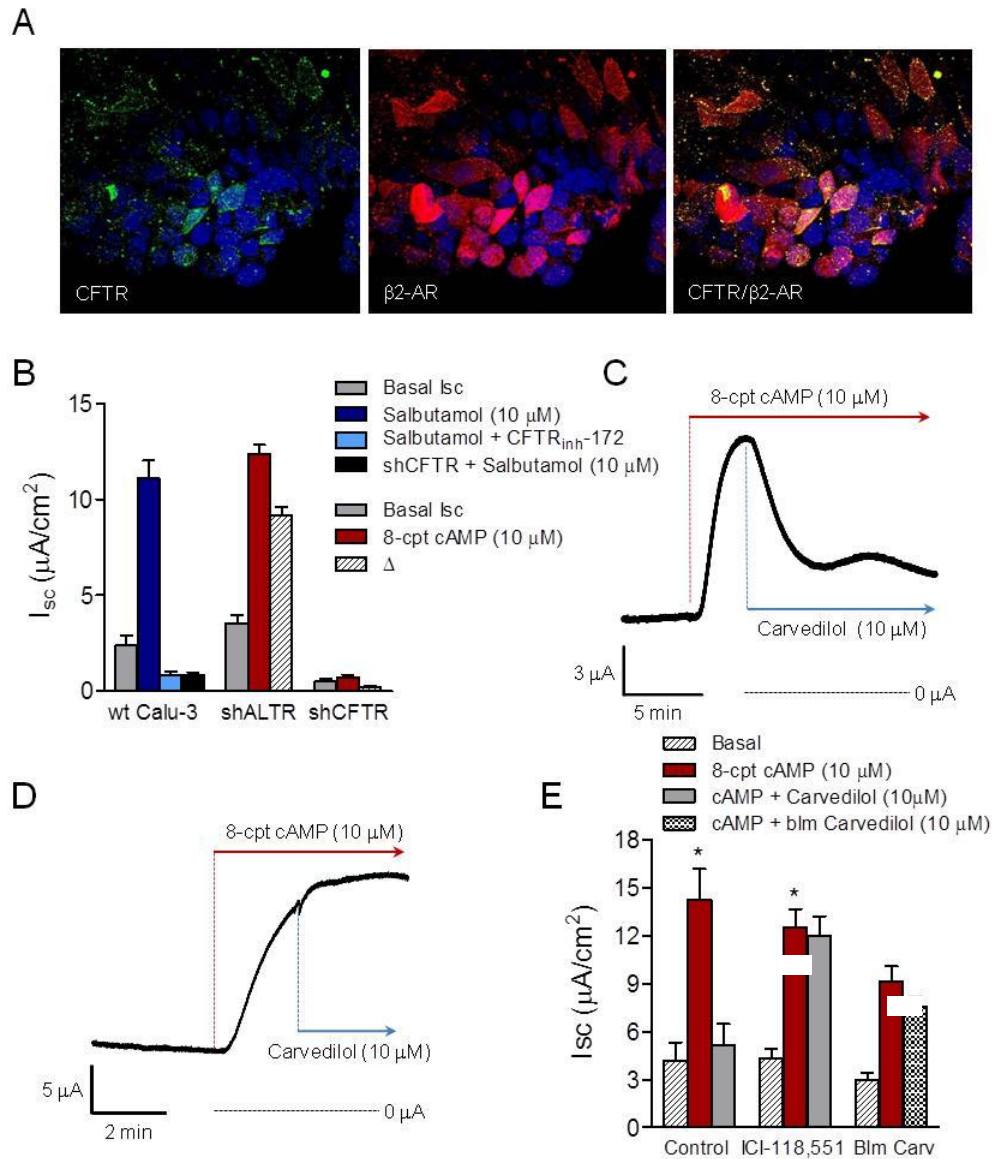 A
CFTR
β2-AR
CFTR/β2-AR
B
Basal Isc
Salbutamol (10 μM)
Salbutamol + CFTRinh-172
shCFTR + Salbutamol (10 μM)
Basal Isc
8-cpt cAMP (10 μM)
Δ
15
10
5
0
Isc (μA/cm2)
wt Calu-3
shALTR
shCFTR
C
8-cpt cAMP (10 μM)
Carvedilol (10 μM)
3 μA
5 min
0 μA
D
8-cpt cAMP (10 μM)
Carvedilol (10 μM)
5 μA
2 min
0 μA
E
Basal
8-cpt cAMP (10 μM)
cAMP + Carvedilol (10μM)
cAMP + blm Carvedilol (10 μM)
18
15
12
9
6
3
0
Isc (μA/cm2)
*
*
Control
ICI-118,551
Blm Carv